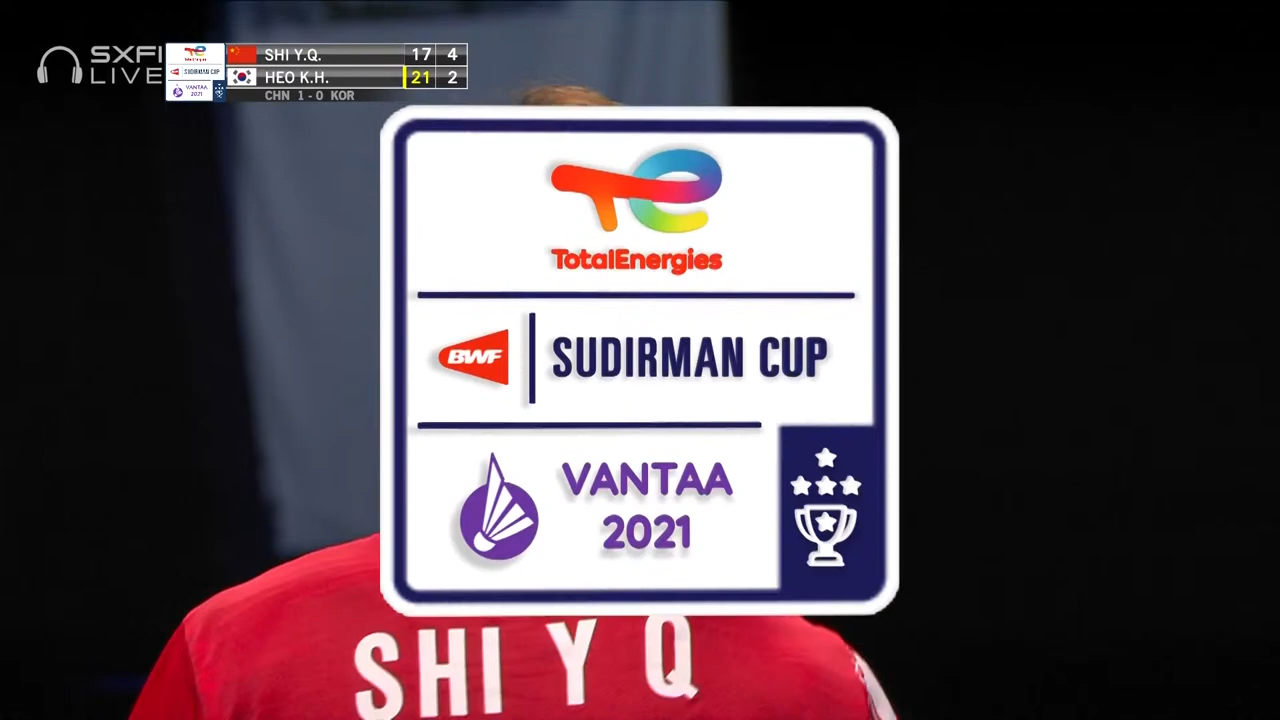 SXFI
LIVE
TotalEnergies
SUDIRMAN CUP
VANTAA
2021
SHI Y.Q. 17 4
HEO K.H. 21 2
CHN 1-0 KOR
TotalEnergies
BWF SUDIRMAN CUP
VANTAA
2021
SHI Y Q